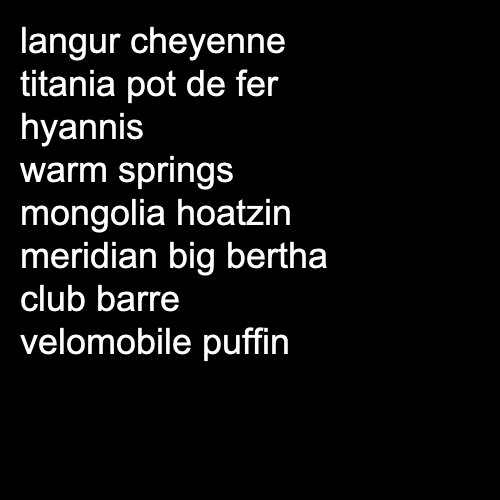 langur cheyenne
titania pot de fer
hyannis
warm springs
mongolia hoatzin
meridian big bertha
club barre
velomobile puffin